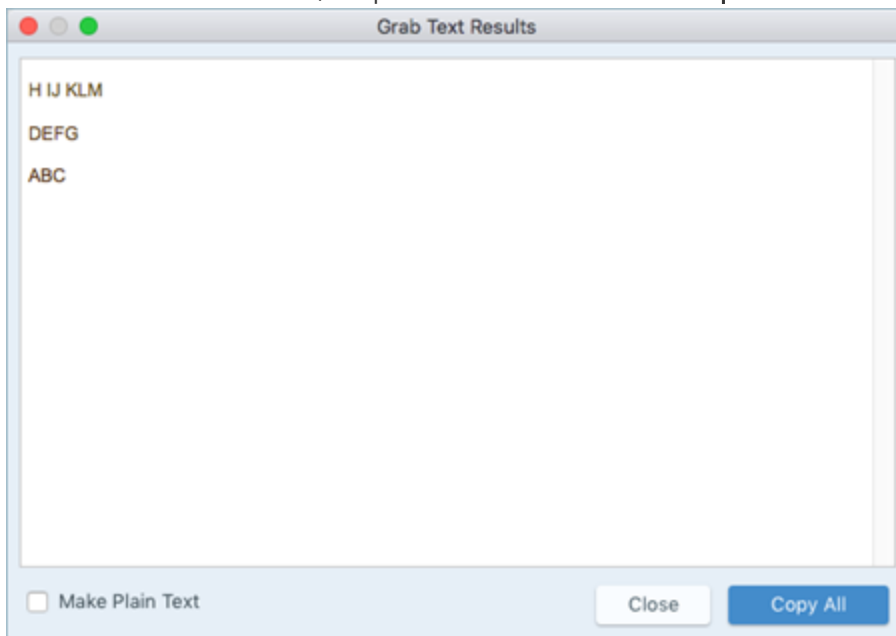 Grab Text Results
H IJ KLM
DEFG
ABC
Make Plain Text
Close
Copy All